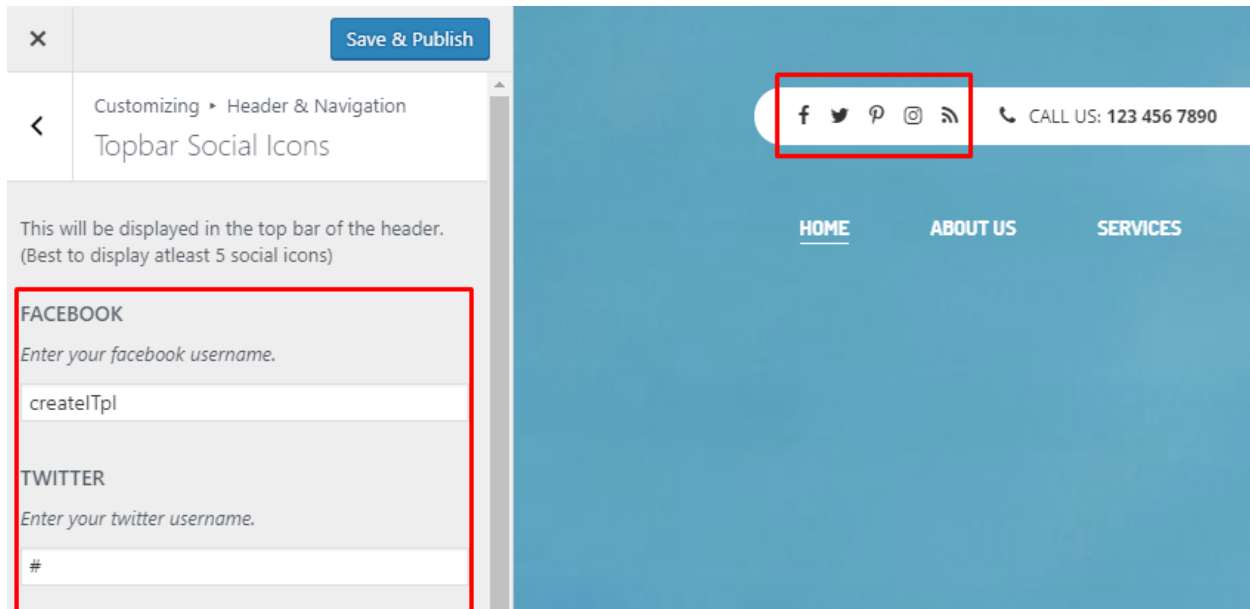 Save & Publish
Customizing ▸ Header & Navigation
Topbar Social Icons
This will be displayed in the top bar of the header.
(Best to display atleast 5 social icons)
FACEBOOK
Enter your facebook username.
createITpl
TWITTER
Enter your twitter username.
#
CALL US: 123 456 7890
HOME ABOUT US SERVICES